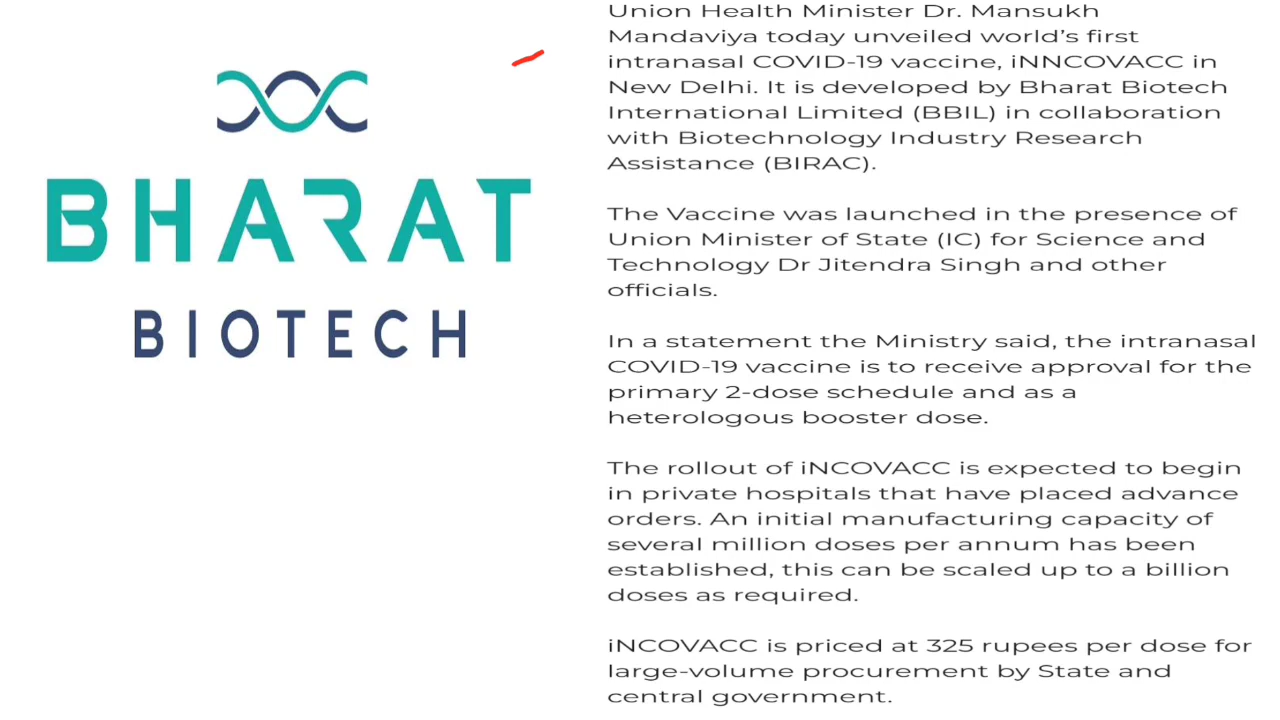 BHARAT
BIOTECH
Union Health Minister Dr. Mansukh
Mandaviya today unveiled world's first
intranasal COVID-19 vaccine, iNNCOVACC in
New Delhi. It is developed by Bharat Biotech
International Limited (BBIL) in collaboration
with Biotechnology Industry Research
Assistance (BIRAC).
The Vaccine was launched in the presence of
Union Minister of State (IC) for Science and
Technology Dr Jitendra Singh and other
officials.
In a statement the Ministry said, the intranasal
COVID-19 vaccine is to receive approval for the
primary 2-dose schedule and as a
heterologous booster dose.
The rollout of iNCOVACC is expected to begin
in private hospitals that have placed advance
orders. An initial manufacturing capacity of
several million doses per annum has been
established, this can be scaled up to a billion
doses as required.
iNCOVACC is priced at 325 rupees per dose for
large-volume procurement by State and
central government.